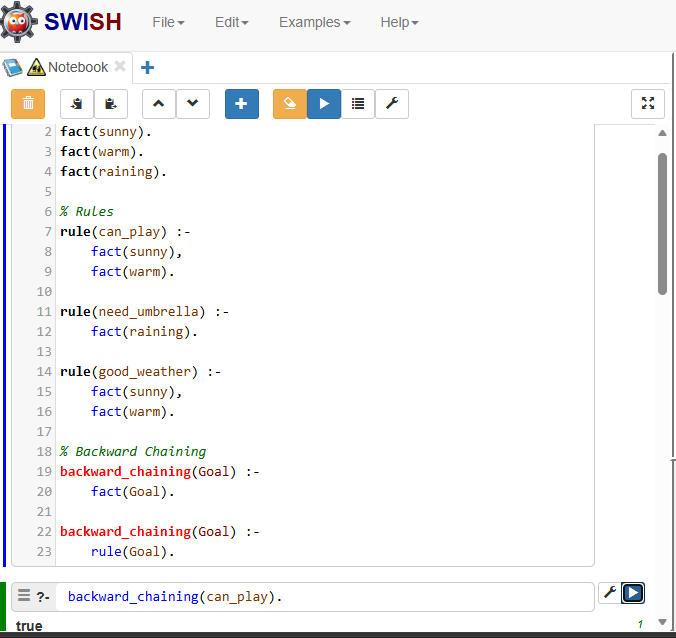 SWISH File Edit Examples Help
Notebook
2 fact(sunny).
3 fact(warm).
4 fact(raining).
5
6 % Rules
7 rule(can_play) :-
8     fact(sunny),
9     fact(warm).
10
11 rule(need_umbrella) :-
12     fact(raining).
13
14 rule(good_weather) :-
15     fact(sunny),
16     fact(warm).
17
18 % Backward Chaining
19 backward_chaining(Goal) :-
20     fact(Goal).
21
22 backward_chaining(Goal) :-
23     rule(Goal).
?- backward_chaining(can_play).
true 1